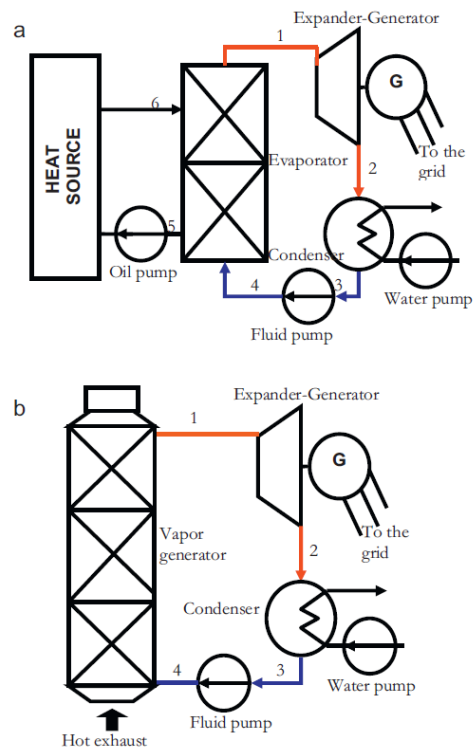 a
Expander-Generator
1
G
6
HEAT
SOURCE
Evaporator
To the
grid
2
5
Oil pump
Condenser
4
3
Water pump
Fluid pump
b
Expander-Generator
1
G
Vapor
generator
To the
grid
2
Condenser
4
3
Water pump
Fluid pump
Hot exhaust